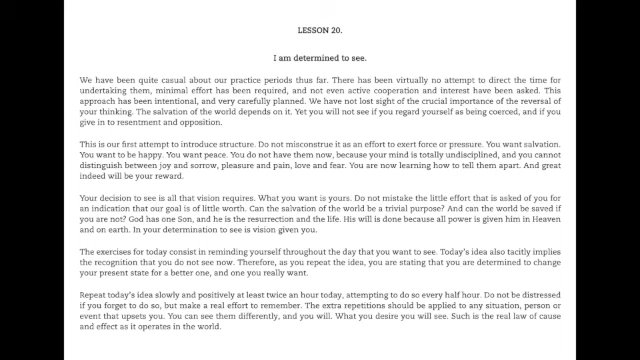 LESSON 20.
I am determined to see.
We have been quite casual about our practice periods thus far. There has been virtually no attempt to direct the time for
undertaking them, minimal effort has been required, and not even active cooperation and interest have been asked. This
approach has been intentional, and very carefully planned. We have not lost sight of the crucial importance of the reversal of
your thinking. The salvation of the world depends on it. Yet you will not see if you regard yourself as being coerced, and if you
give in to resentment and opposition.
This is our first attempt to introduce structure. Do not misconstrue it as an effort to exert force or pressure. You want salvation.
You want to be happy. You want peace. You do not have them now, because your mind is totally undisciplined, and you cannot
distinguish between joy and sorrow, pleasure and pain, love and fear. You are now learning how to tell them apart. And great
indeed will be your reward.
Your decision to see is all that vision requires. What you want is yours. Do not mistake the little effort that is asked of you for
an indication that our goal is of little worth. Can the salvation of the world be a trivial purpose? And can the world be saved if
you are not? God has one Son, and he is the resurrection and the life. His will is done because all power is given him in Heaven
and on earth. In your determination to see is vision given you.
The exercises for today consist in reminding yourself throughout the day that you want to see. Today's idea also tacitly implies
the recognition that you do not see now. Therefore, as you repeat the idea, you are stating that you are determined to change
your present state for a better one, and one you really want.
Repeat today's idea slowly and positively at least twice an hour today, attempting to do so every half hour. Do not be distressed
if you forget to do so, but make a real effort to remember. The extra repetitions should be applied to any situation, person or
event that upsets you. You can see them differently, and you will. What you desire you will see. Such is the real law of cause
and effect as it operates in the world.